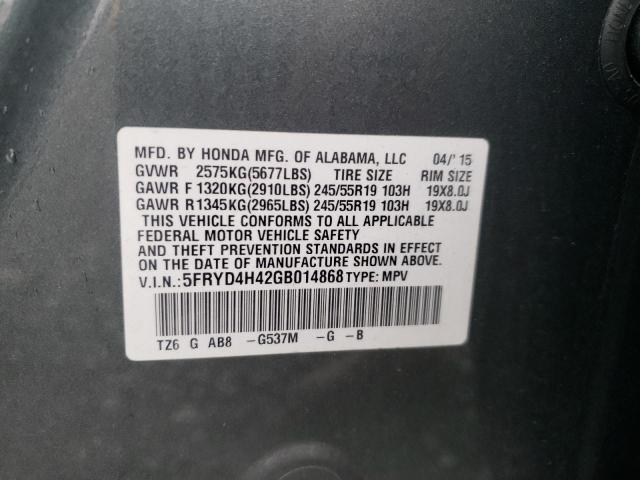 MFD. BY HONDA MFG. OF ALABAMA, LLC 04/'15
GVWR 2575KG(5677LBS) TIRE SIZE RIM SIZE
GAWR F 1320KG(2910LBS) 245/55R19 103H 19X8.0J
GAWR R1345KG(2965LBS) 245/55R19 103H 19X8.0J
THIS VEHICLE CONFORMS TO ALL APPLICABLE
FEDERAL MOTOR VEHICLE SAFETY
AND THEFT PREVENTION STANDARDS IN EFFECT
ON THE DATE OF MANUFACTURE SHOWN ABOVE.
V.I.N.:5FRYD4H42GB014868 TYPE: MPV
TZ6 G AB8 -G537M -G -B